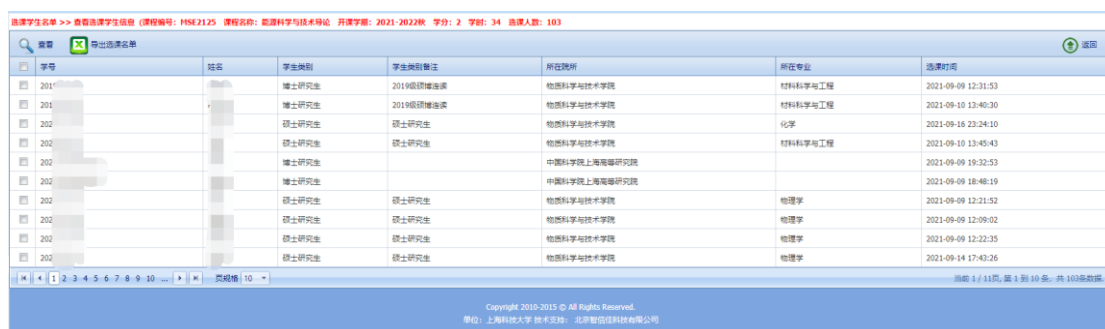 选课学生名单 >> 查看选课学生信息 (课程编号: MSE2125 课程名称: 能源科学与技术导论 开课学期: 2021-2022秋 学分: 2 学时: 34 选课人数: 103
查看 导出选课名单 返回
学号 姓名 学生类别 学生类别备注 所在院所 所在专业 选课时间
201 博士研究生 2019级硕博连读 物质科学与技术学院 材料科学与工程 2021-09-09 12:31:53
201 博士研究生 2019级硕博连读 物质科学与技术学院 材料科学与工程 2021-09-10 13:40:30
202 硕士研究生 硕士研究生 物质科学与技术学院 化学 2021-09-16 23:24:10
202 硕士研究生 硕士研究生 物质科学与技术学院 材料科学与工程 2021-09-10 13:45:43
202 博士研究生 中国科学院上海高等研究院 2021-09-09 19:32:53
202 博士研究生 中国科学院上海高等研究院 2021-09-09 18:48:19
202 硕士研究生 硕士研究生 物质科学与技术学院 物理学 2021-09-09 12:21:52
202 硕士研究生 硕士研究生 物质科学与技术学院 物理学 2021-09-09 12:09:02
202 硕士研究生 硕士研究生 物质科学与技术学院 物理学 2021-09-09 12:22:35
202 硕士研究生 硕士研究生 物质科学与技术学院 物理学 2021-09-14 17:43:26
1 2 3 4 5 6 7 8 9 10 ... 页规格 10 当前 1 / 11页, 第 1 到 10 条, 共 103条数据.
Copyright 2010-2015 © All Rights Reserved.
单位: 上海科技大学 技术支持: 北京智信佳科技有限公司